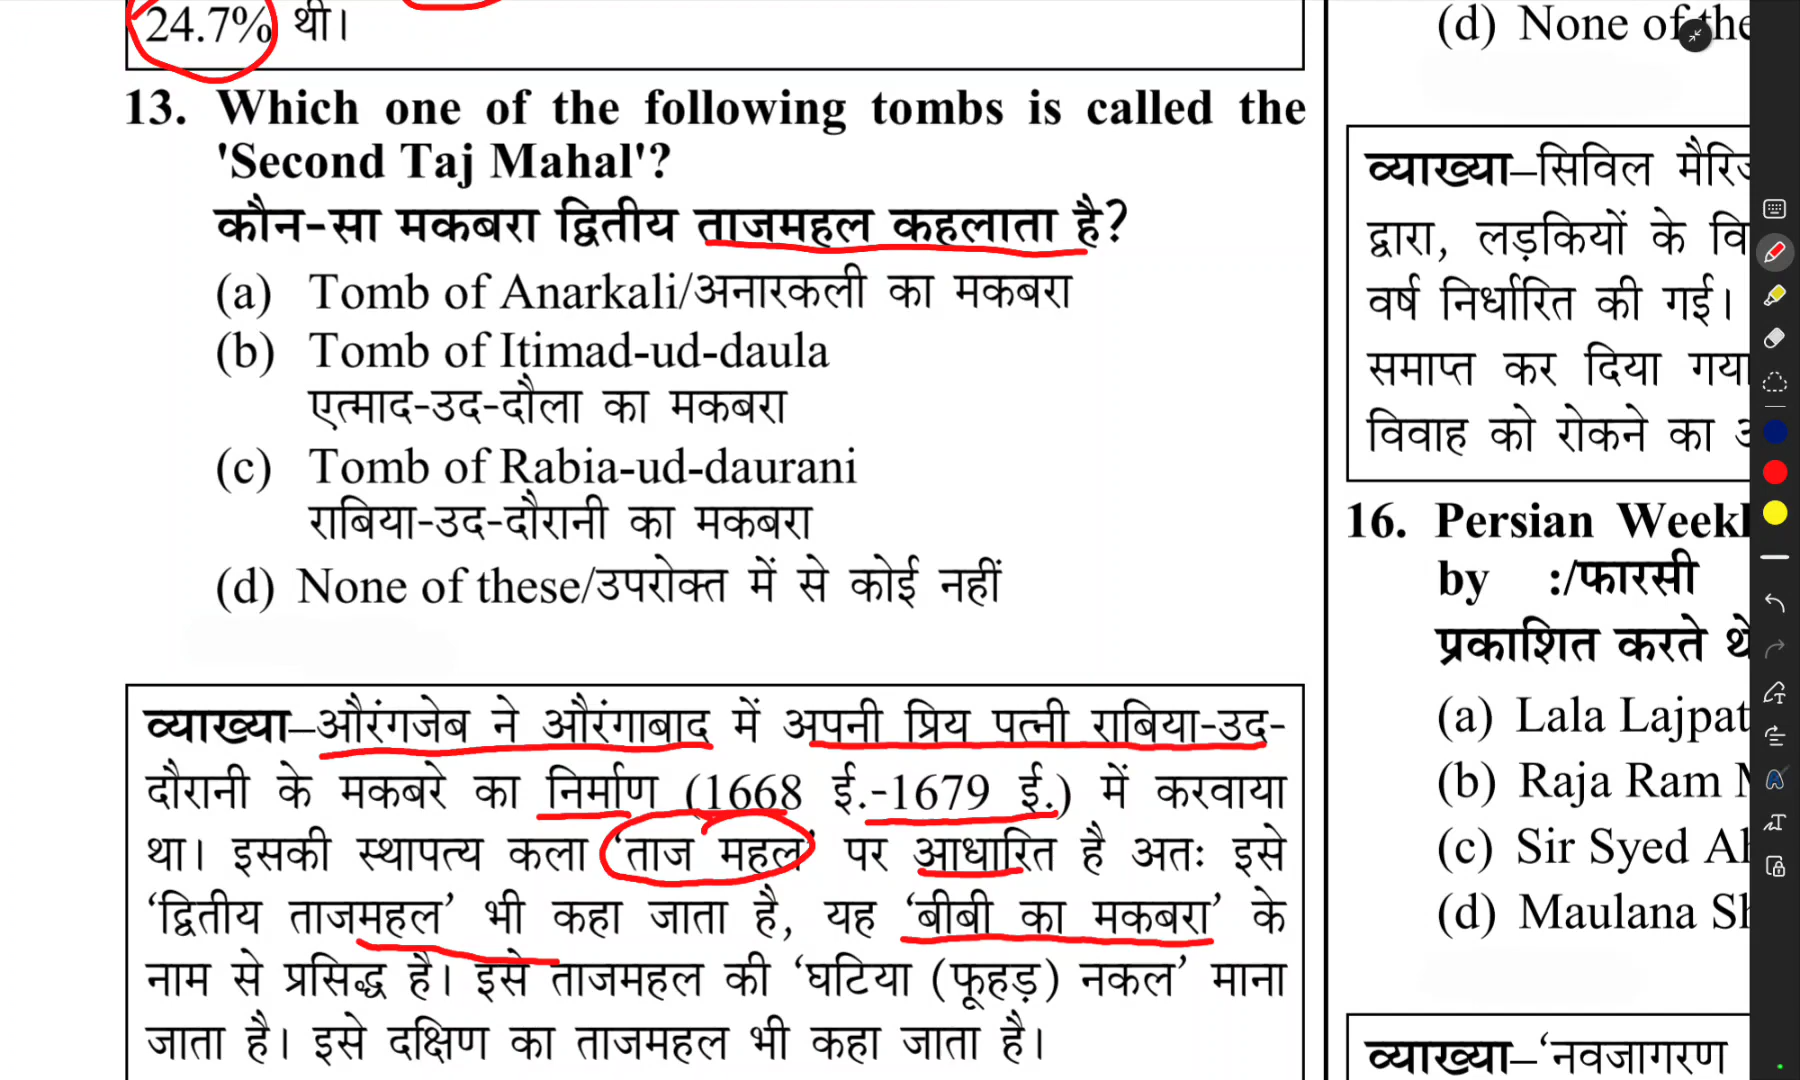 24.7% थी।
13. Which one of the following tombs is called the
'Second Taj Mahal'?
कौन-सा मकबरा द्वितीय ताजमहल कहलाता है?
(a) Tomb of Anarkali/अनारकली का मकबरा
(b) Tomb of Itimad-ud-daula
एत्माद-उद-दौला का मकबरा
(c) Tomb of Rabia-ud-daurani
राबिया-उद-दौरानी का मकबरा
(d) None of these/उपरोक्त में से कोई नहीं
व्याख्या–औरंगजेब ने औरंगाबाद में अपनी प्रिय पत्नी राबिया-उद-
दौरानी के मकबरे का निर्माण (1668 ई.-1679 ई.) में करवाया
था। इसकी स्थापत्य कला ‘ताज महल’ पर आधारित है अतः इसे
‘द्वितीय ताजमहल’ भी कहा जाता है, यह ‘बीबी का मकबरा’ के
नाम से प्रसिद्ध है। इसे ताजमहल की ‘घटिया (फूहड़) नकल’ माना
जाता है। इसे दक्षिण का ताजमहल भी कहा जाता है।
(d) None of the
व्याख्या–सिविल
द्वारा, लड़कियों के वि
वर्ष निर्धारित की गई।
समाप्त कर दिया गया
विवाह को रोकने का
16. Persian Weekl
by :/फारसी
प्रकाशित करते थे
(a) Lala Lajpat
(b) Raja Ram
(c) Sir Syed
(d) Maulana
व्याख्या–‘नवजागरण